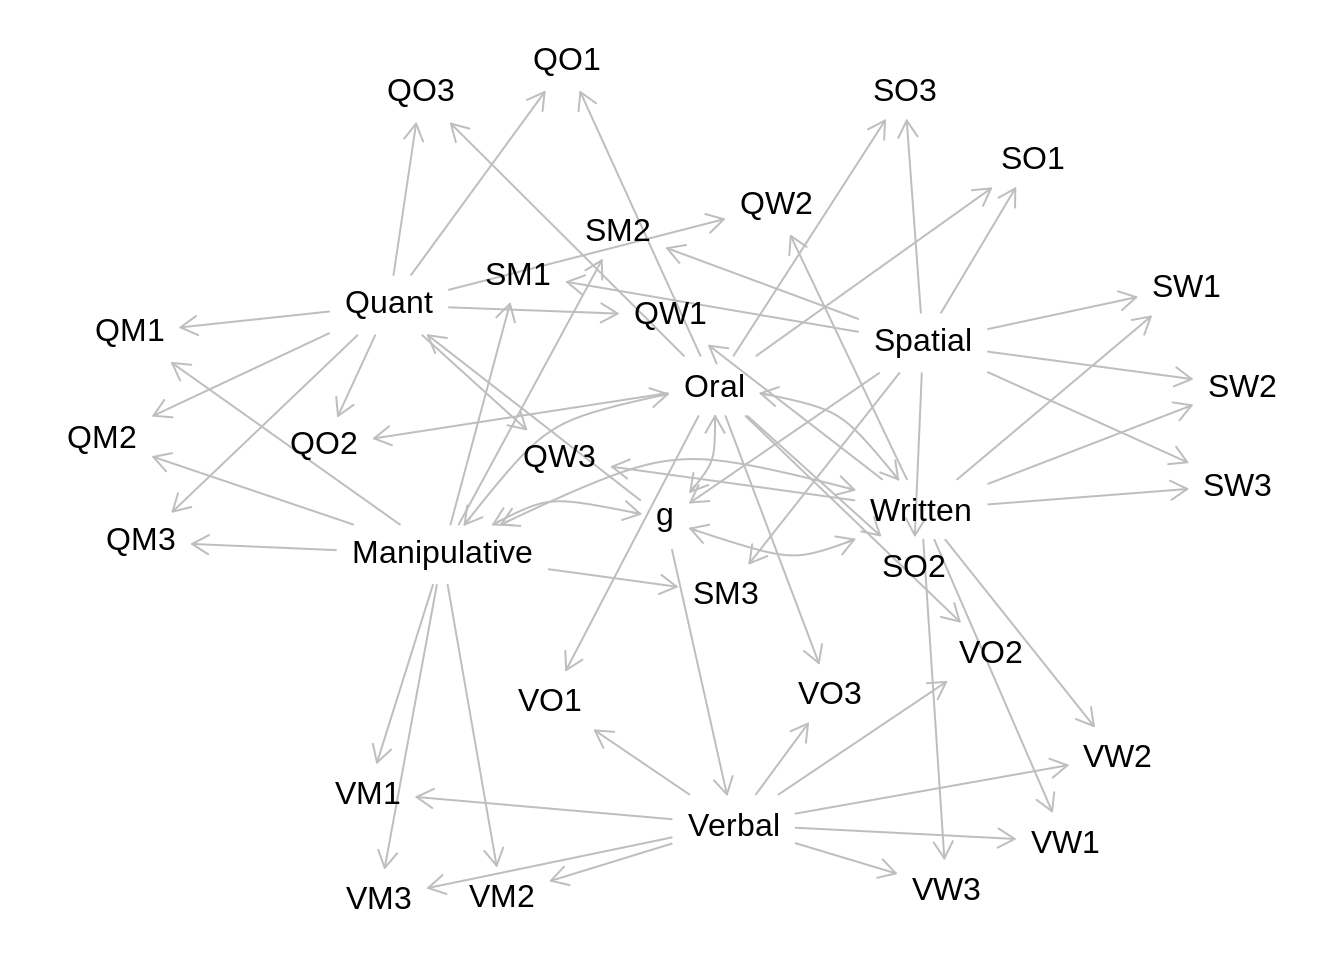 QO1
QO3
SO3
SO1
QW2
SM2
SM1
SW1
Quant
QW1
QM1
Spatial
Oral
SW2
QM2
QO2
QW3
SW3
Written
g
QM3
Manipulative
SO2
SM3
VO2
VO3
VO1
VW2
VM1
Verbal
VW1
VW3
VM2
VM3